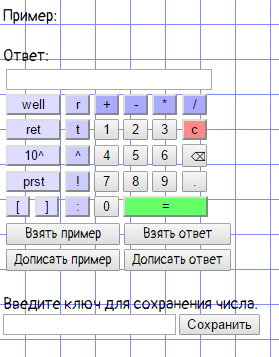 Пример:
Ответ:
well r + - * /
ret t 1 2 3 c
10^ ^ 4 5 6 ⌫
prst ! 7 8 9 .
[ ] : 0 =
Взять пример Взять ответ
Дописать пример Дописать ответ
Введите ключ для сохранения числа.
Сохранить